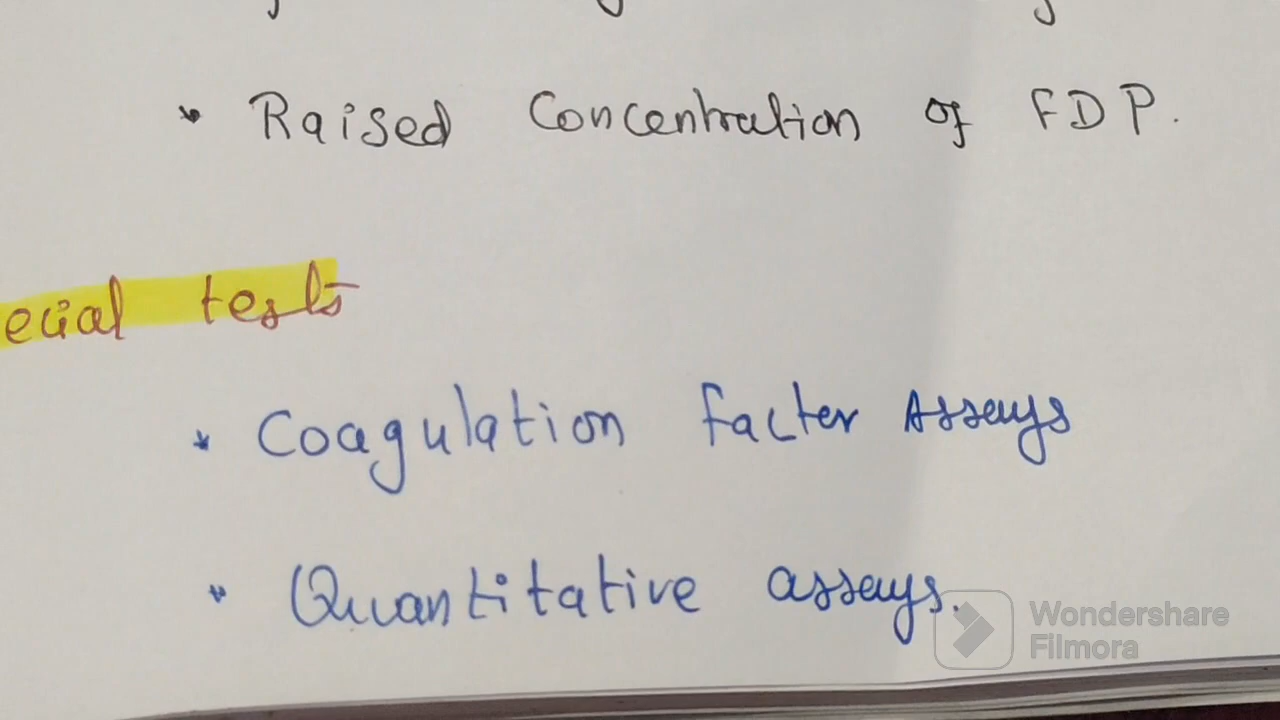 * Raised Concentration of FDP.
ecial tests
* Coagulation facter Assays
* Quantitative assays.
Wondershare
Filmora